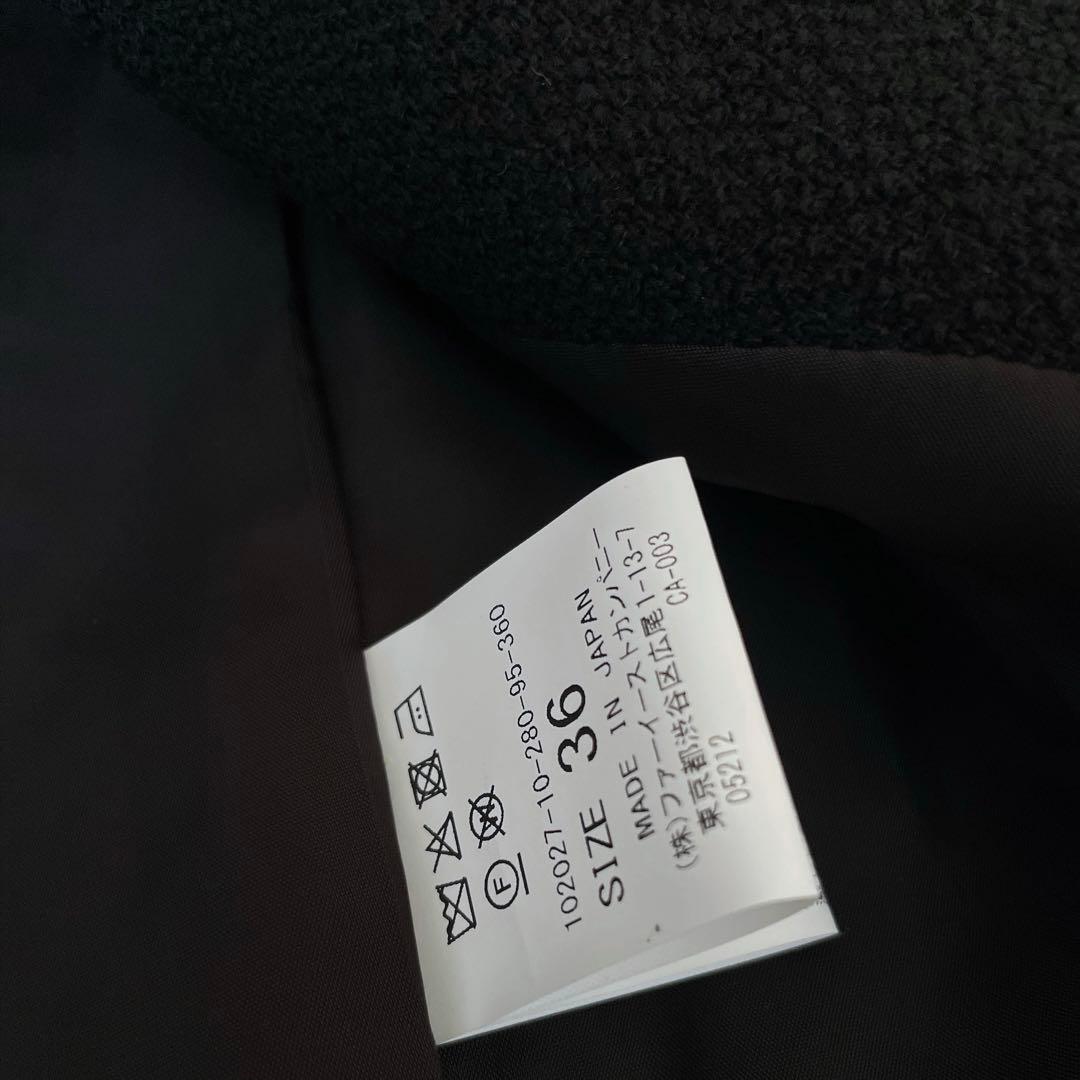 F
W
102027-10-280-95-360
SIZE 36
MADE IN JAPAN
(株)ファーイーストカンパニー
東京都渋谷区広尾1-13-7
05212 CA-003